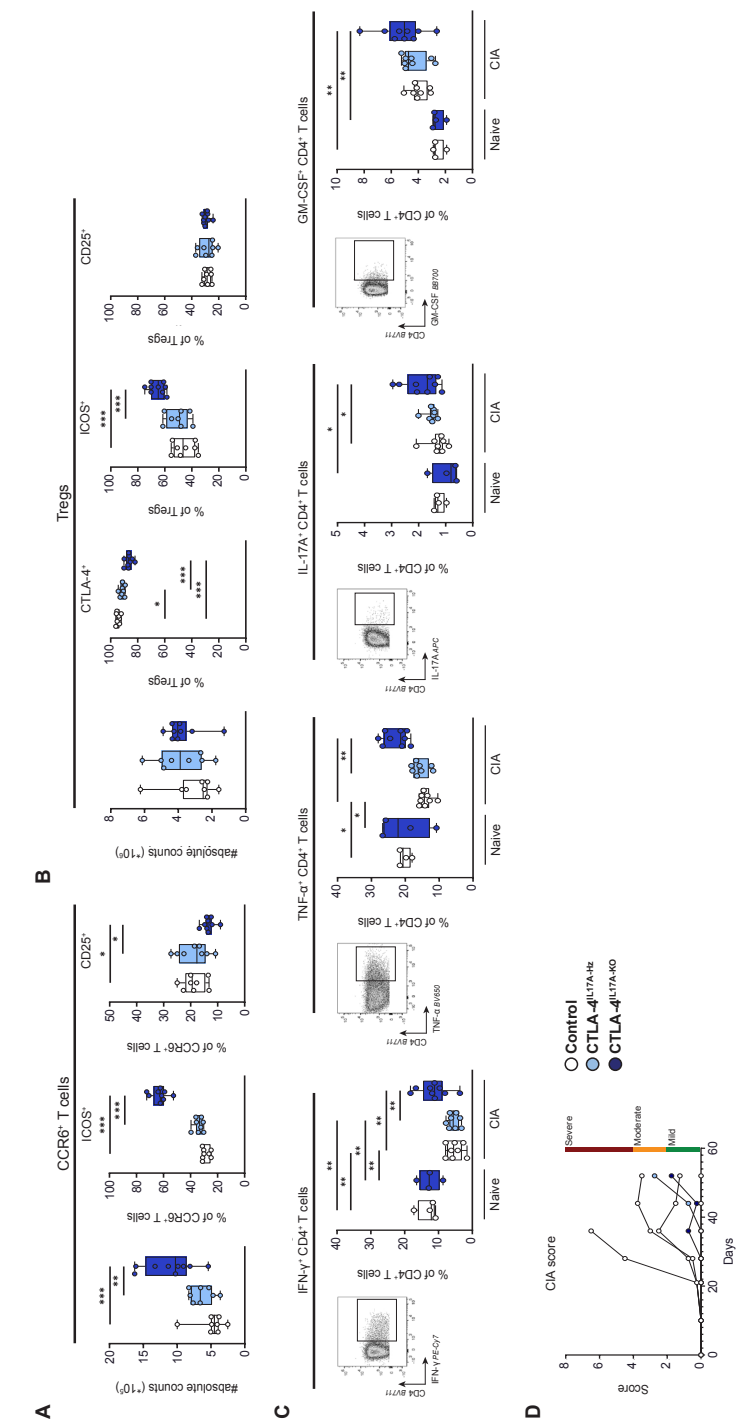 A
CCR6⁺ T cells
#absolute counts (*10⁵)
20
15
10
5
0
***
**
ICOS⁺
% of CCR6⁺ T cells
100
80
60
40
20
0
***
***
CD25⁺
% of CCR6⁺ T cells
50
40
30
20
10
0
*
*
B
Tregs
#absolute counts (*10⁶)
8
6
4
2
0
CTLA-4⁺
% of Tregs
100
80
60
40
20
0
*
***
***
ICOS⁺
% of Tregs
100
80
60
40
20
0
***
***
CD25⁺
% of Tregs
100
80
60
40
20
0
C
IFN-γ⁺ CD4⁺ T cells
CD4 BV711
IFN-γ PE-Cy7
% of CD4⁺ T cells
40
30
20
10
0
**
**
**
**
**
**
Naive
CIA
TNF-α⁺ CD4⁺ T cells
CD4 BV711
TNF-α BV650
% of CD4⁺ T cells
40
30
20
10
0
*
*
**
Naive
CIA
IL-17A⁺ CD4⁺ T cells
CD4 BV711
IL-17A APC
% of CD4⁺ T cells
5
4
3
2
1
0
*
*
Naive
CIA
GM-CSF⁺ CD4⁺ T cells
CD4 BV711
GM-CSF BB700
% of CD4⁺ T cells
10
8
6
4
2
0
**
**
Naive
CIA
D
CIA score
Score
8
6
4
2
0
0
20
40
60
Days
Severe
Moderate
Mild
Control
CTLA-4ᴵᴸ¹⁷ᴬ⁻ᴴᶻ
CTLA-4ᴵᴸ¹⁷ᴬ⁻ᴷᴼ